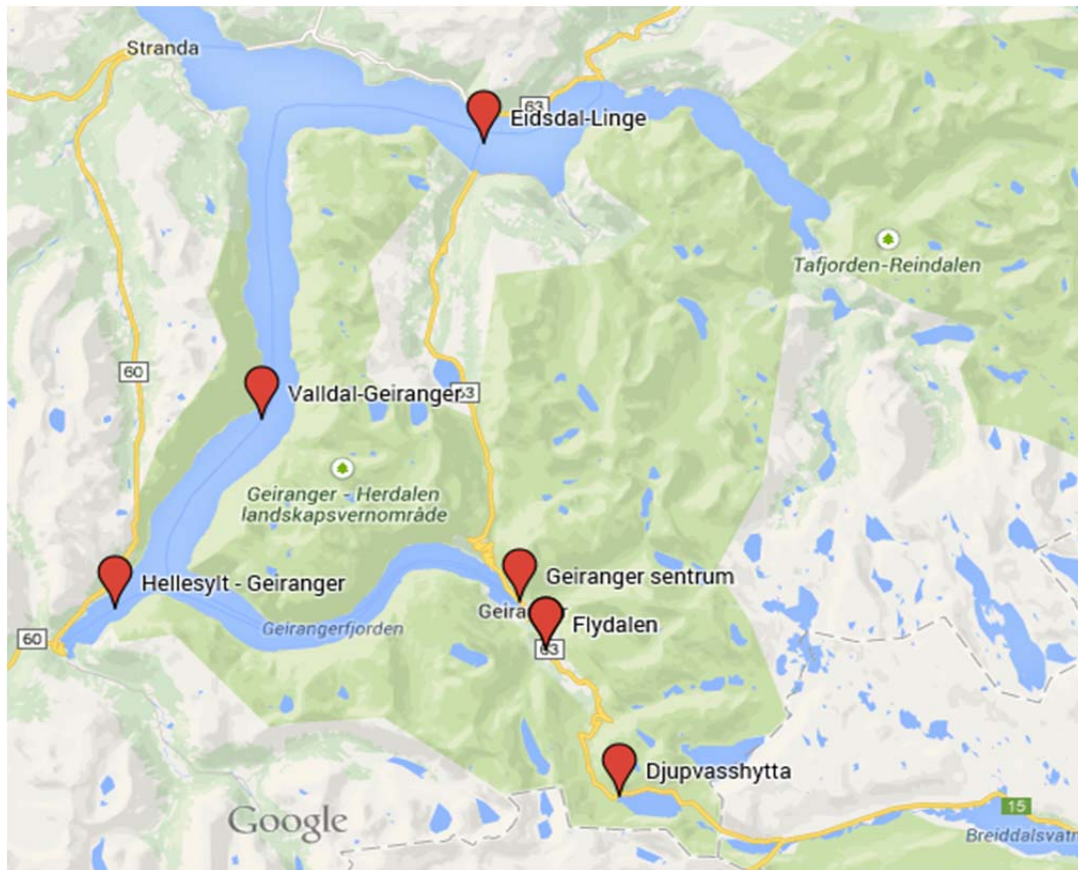 Stranda
63
Eidsdal-Linge
Tafjorden-Reindalen
60
Valldal-Geiranger
63
Geiranger - Herdalen
landskapsvernområde
Hellesylt - Geiranger
Geiranger sentrum
Flydalen
60
Geirangerfjorden
63
Djupvasshytta
Google
15